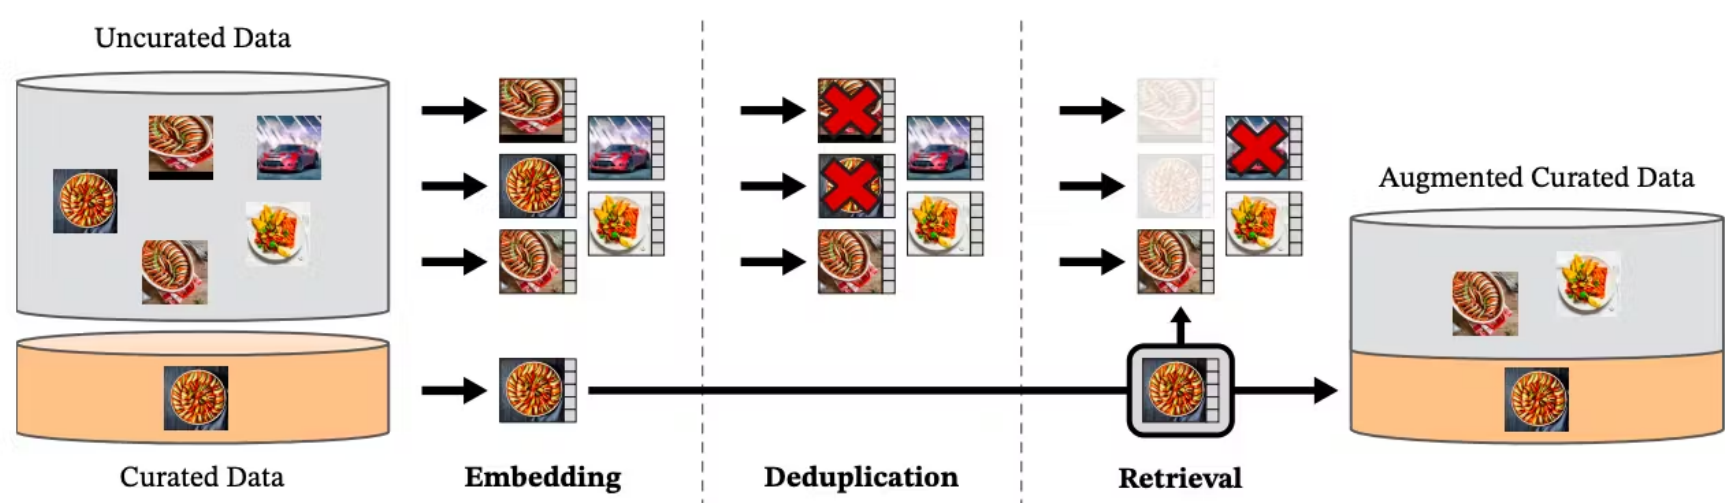 Uncurated Data
Augmented Curated Data
Curated Data
Embedding
Deduplication
Retrieval